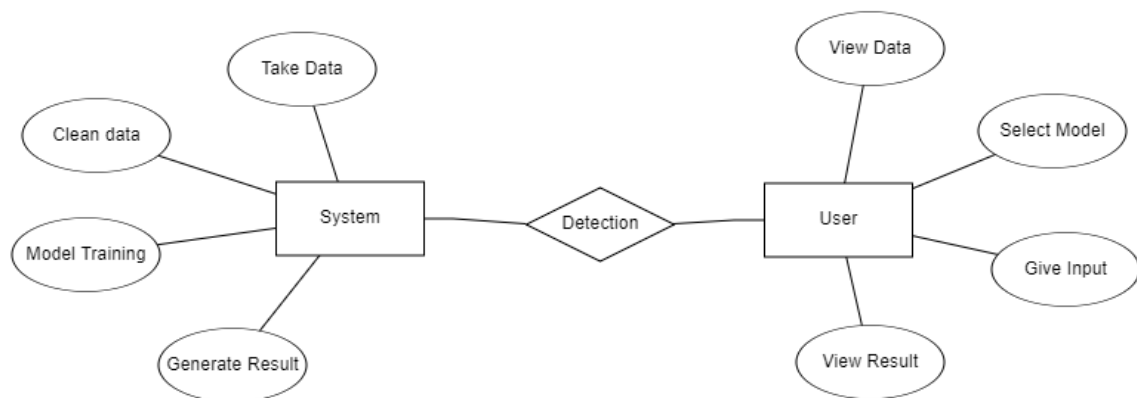 View Data
Take Data
Clean data
Select Model
System
Detection
User
Model Training
Give Input
Generate Result
View Result